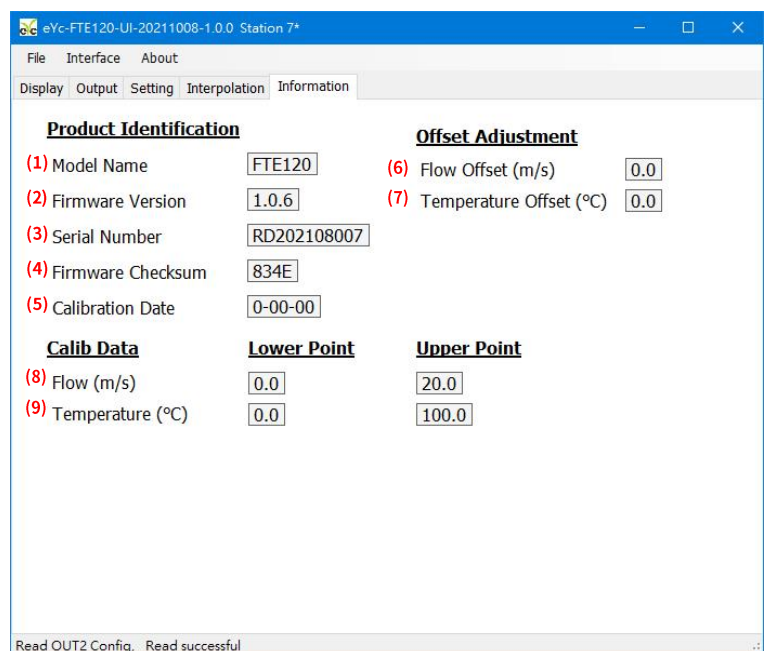 eYc eYc-FTE120-UI-20211008-1.0.0 Station 7*
File Interface About
Display Output Setting Interpolation Information
Product Identification
(1) Model Name FTE120
(2) Firmware Version 1.0.6
(3) Serial Number RD202108007
(4) Firmware Checksum 834E
(5) Calibration Date 0-00-00
Offset Adjustment
(6) Flow Offset (m/s) 0.0
(7) Temperature Offset (°C) 0.0
Calib Data Lower Point Upper Point
(8) Flow (m/s) 0.0 20.0
(9) Temperature (°C) 0.0 100.0
Read OUT2 Config. Read successful